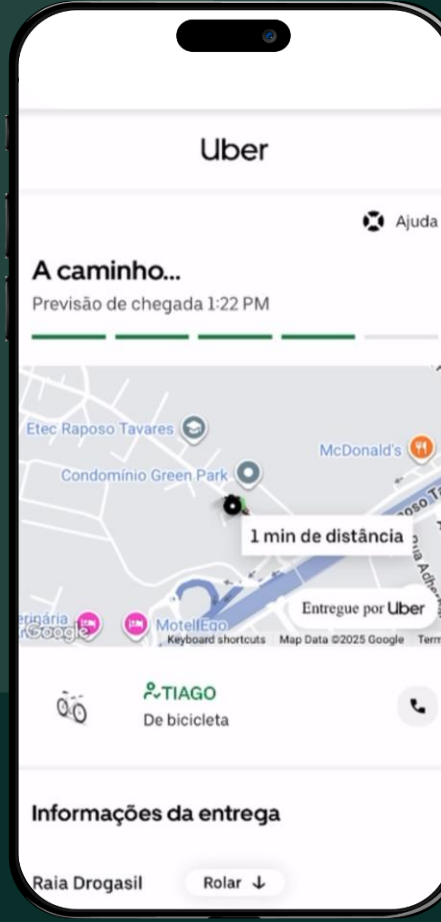 Uber
Ajuda
A caminho...
Previsão de chegada 1:22 PM
Etec Raposo Tavares
McDonald's
Condomínio Green Park
1 min de distância
Entregue por Uber
MotellEgo
Google
Keyboard shortcuts Map Data ©2025 Google
TIAGO
De bicicleta
Informações da entrega
Raia Drogasil
Rolar ↓